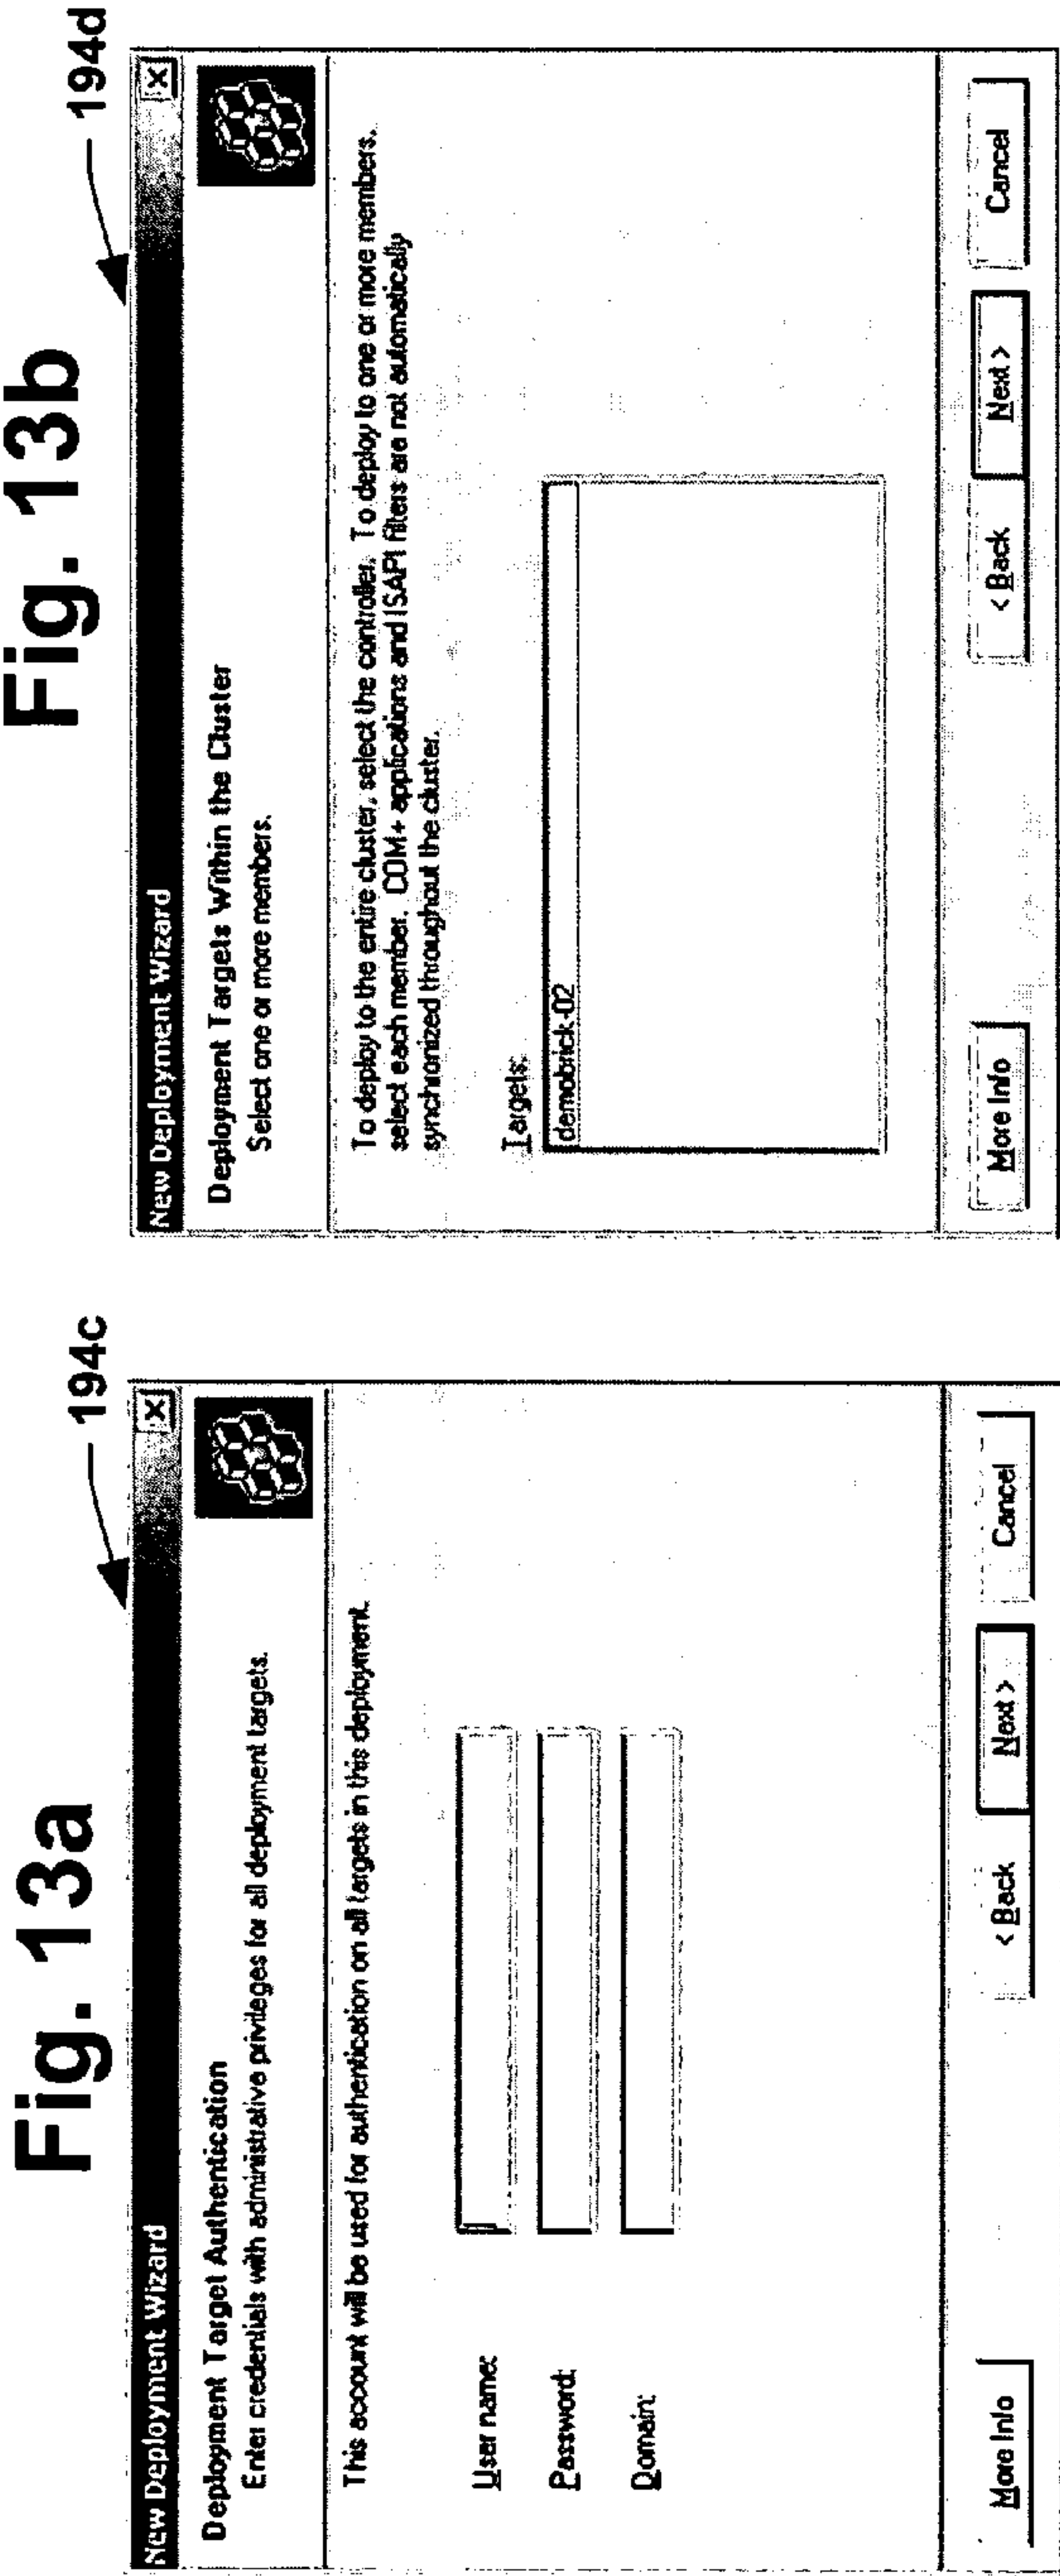 Fig. 13a
194c
New Deployment Wizard
Deployment Target Authentication
Enter credentials with administrative privileges for all deployment targets.
This account will be used for authentication on all targets in this deployment.
User name:
Password:
Domain:
More Info
< Back
Next >
Cancel
Fig. 13b
194d
New Deployment Wizard
Deployment Targets Within the Cluster
Select one or more members.
To deploy to the entire cluster, select the controller. To deploy to one or more members,
select each member. COM+ applications and ISAPI filters are not automatically
synchronized throughout the cluster.
Targets:
demobrick-02
More Info
< Back
Next >
Cancel